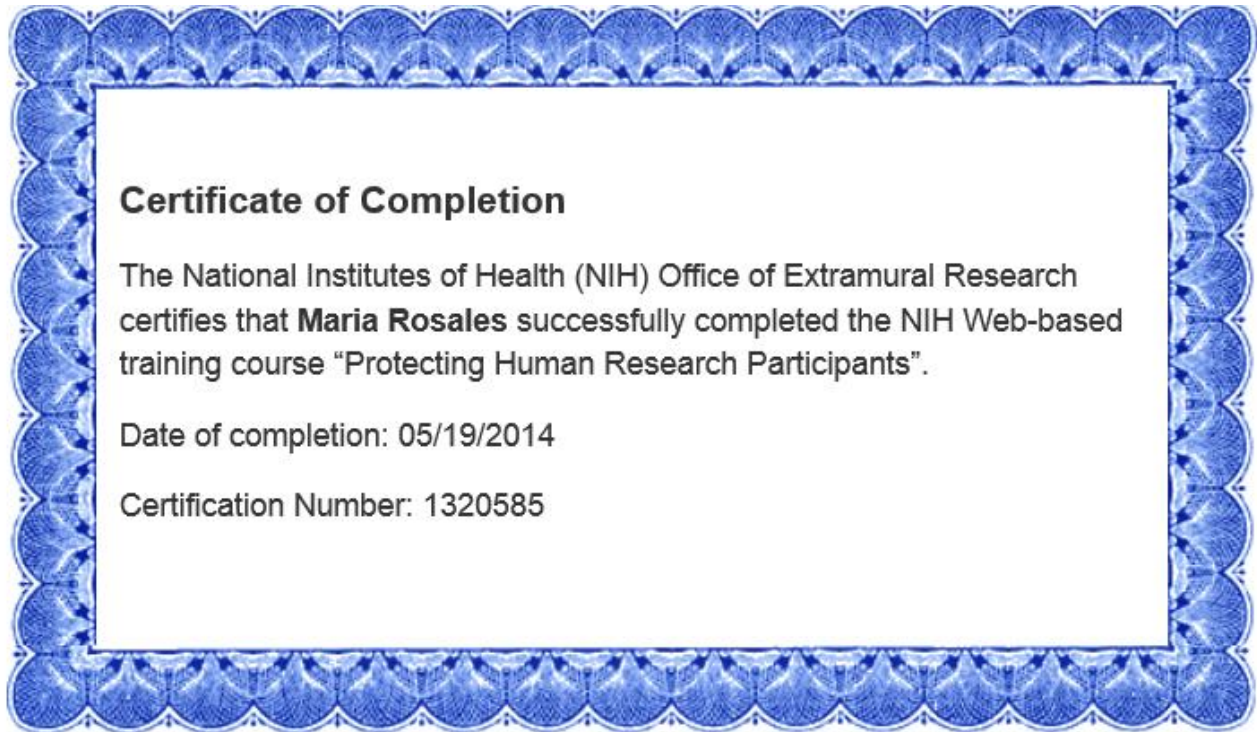 Certificate of Completion
The National Institutes of Health (NIH) Office of Extramural Research
certifies that Maria Rosales successfully completed the NIH Web-based
training course “Protecting Human Research Participants”.
Date of completion: 05/19/2014
Certification Number: 1320585